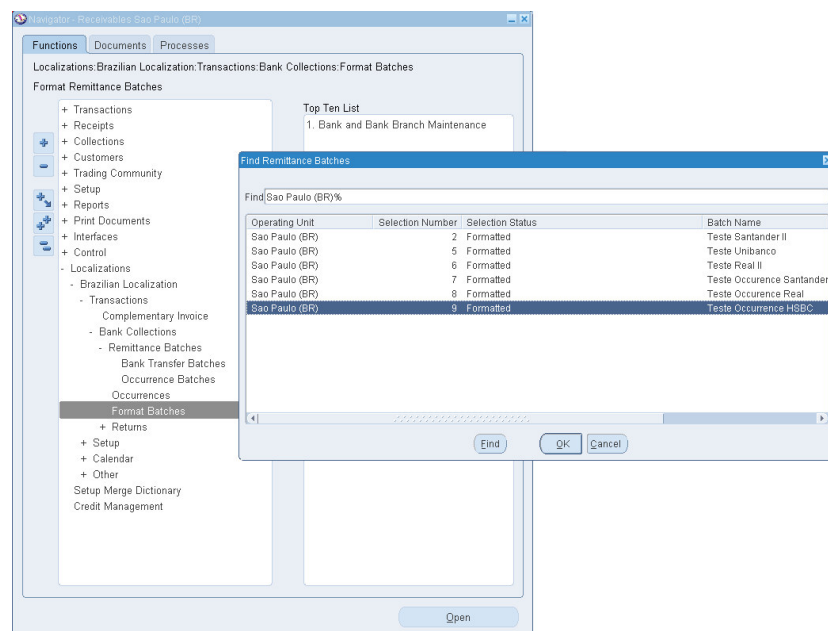 Navigator - Receivables Sao Paulo (BR)
Functions Documents Processes
Localizations:Brazilian Localization:Transactions:Bank Collections:Format Batches
Format Remittance Batches
+ Transactions
+ Receipts
+ Collections
+ Customers
+ Trading Community
+ Setup
+ Reports
+ Print Documents
+ Interfaces
+ Control
- Localizations
- Brazilian Localization
- Transactions
Complementary Invoice
- Bank Collections
- Remittance Batches
Bank Transfer Batches
Occurrence Batches
Occurrences
Format Batches
+ Returns
+ Setup
+ Calendar
+ Other
Setup Merge Dictionary
Credit Management
Top Ten List
1. Bank and Bank Branch Maintenance
Find Remittance Batches
Find Sao Paulo (BR)%
Operating Unit Selection Number Selection Status Batch Name
Sao Paulo (BR) 2 Formatted Teste Santander II
Sao Paulo (BR) 5 Formatted Teste Unibanco
Sao Paulo (BR) 6 Formatted Teste Real II
Sao Paulo (BR) 7 Formatted Teste Occurence Santander
Sao Paulo (BR) 8 Formatted Teste Occurence Real
Sao Paulo (BR) 9 Formatted Teste Occurrence HSBC
Find OK Cancel
Open